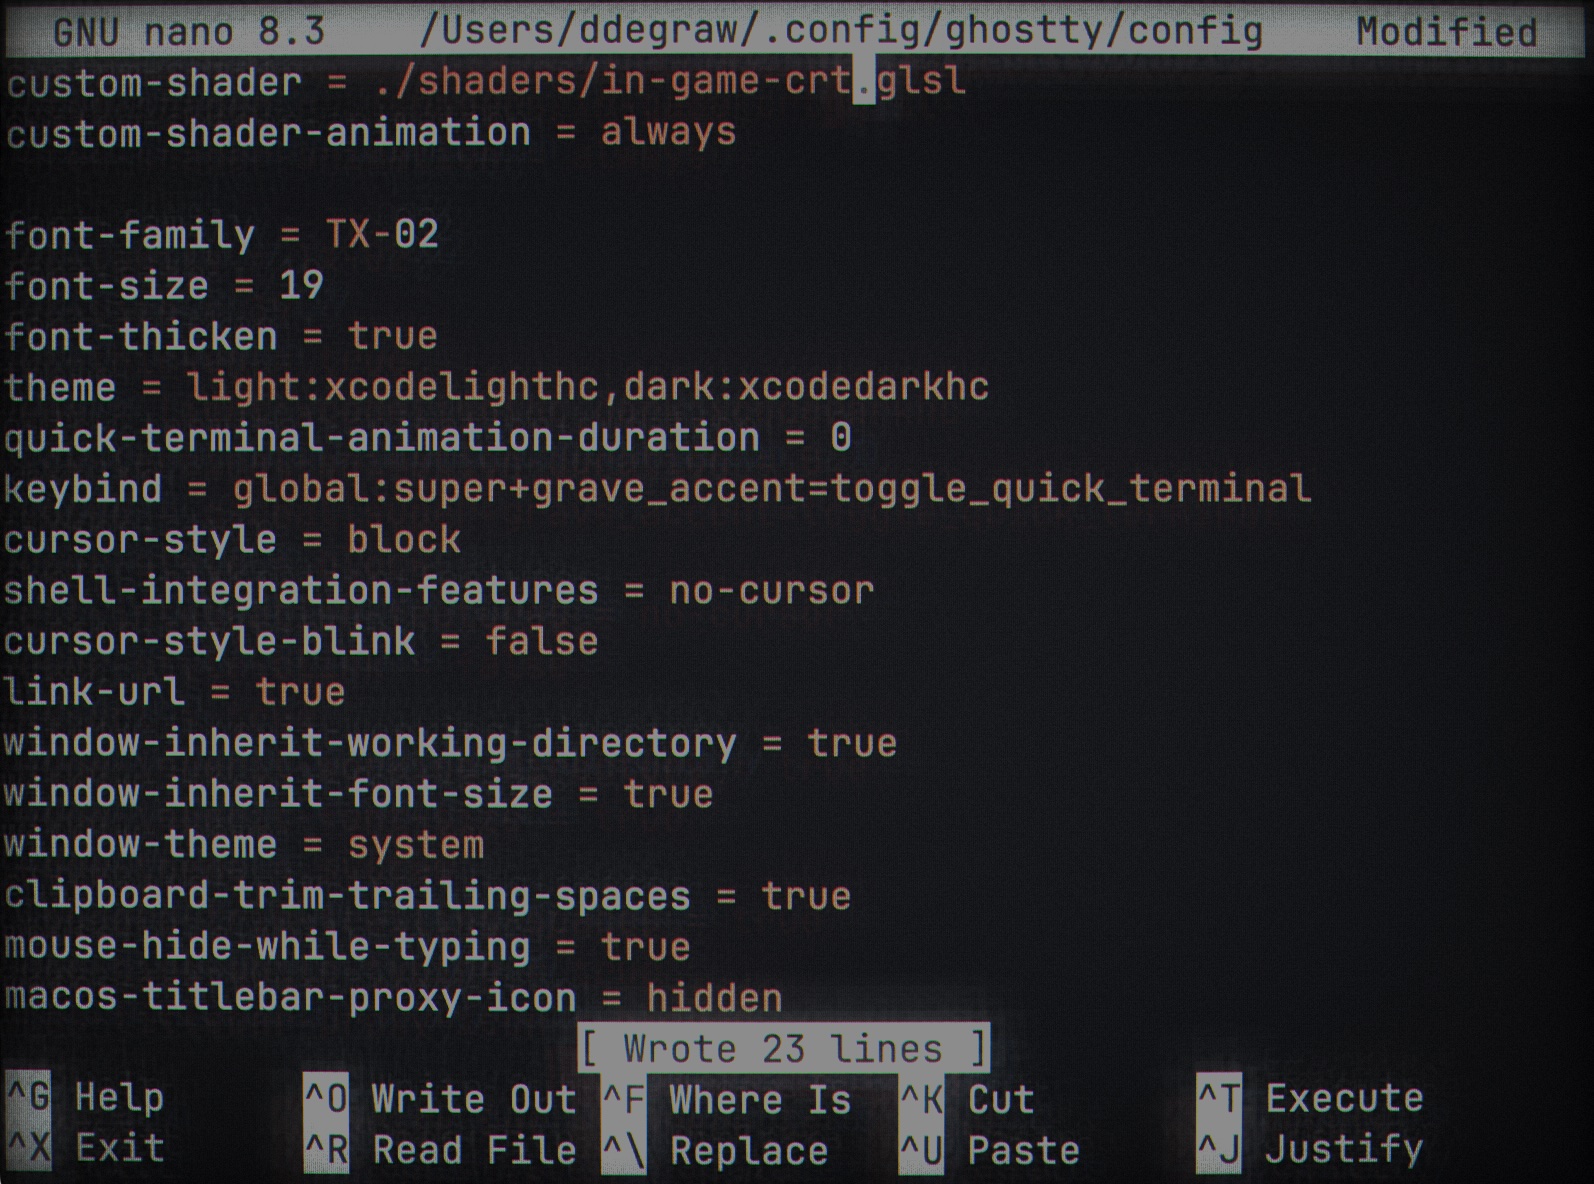 GNU nano 8.3 /Users/ddegraw/.config/ghostty/config Modified
custom-shader = ./shaders/in-game-crt.glsl
custom-shader-animation = always
font-family = TX-02
font-size = 19
font-thicken = true
theme = light:xcodelighthc,dark:xcodedarkhc
quick-terminal-animation-duration = 0
keybind = global:super+grave_accent=toggle_quick_terminal
cursor-style = block
shell-integration-features = no-cursor
cursor-style-blink = false
link-url = true
window-inherit-working-directory = true
window-inherit-font-size = true
window-theme = system
clipboard-trim-trailing-spaces = true
mouse-hide-while-typing = true
macos-titlebar-proxy-icon = hidden
[ Wrote 23 lines ]
^G Help ^O Write Out ^F Where Is ^K Cut ^T Execute
^X Exit ^R Read File ^\ Replace ^U Paste ^J Justify